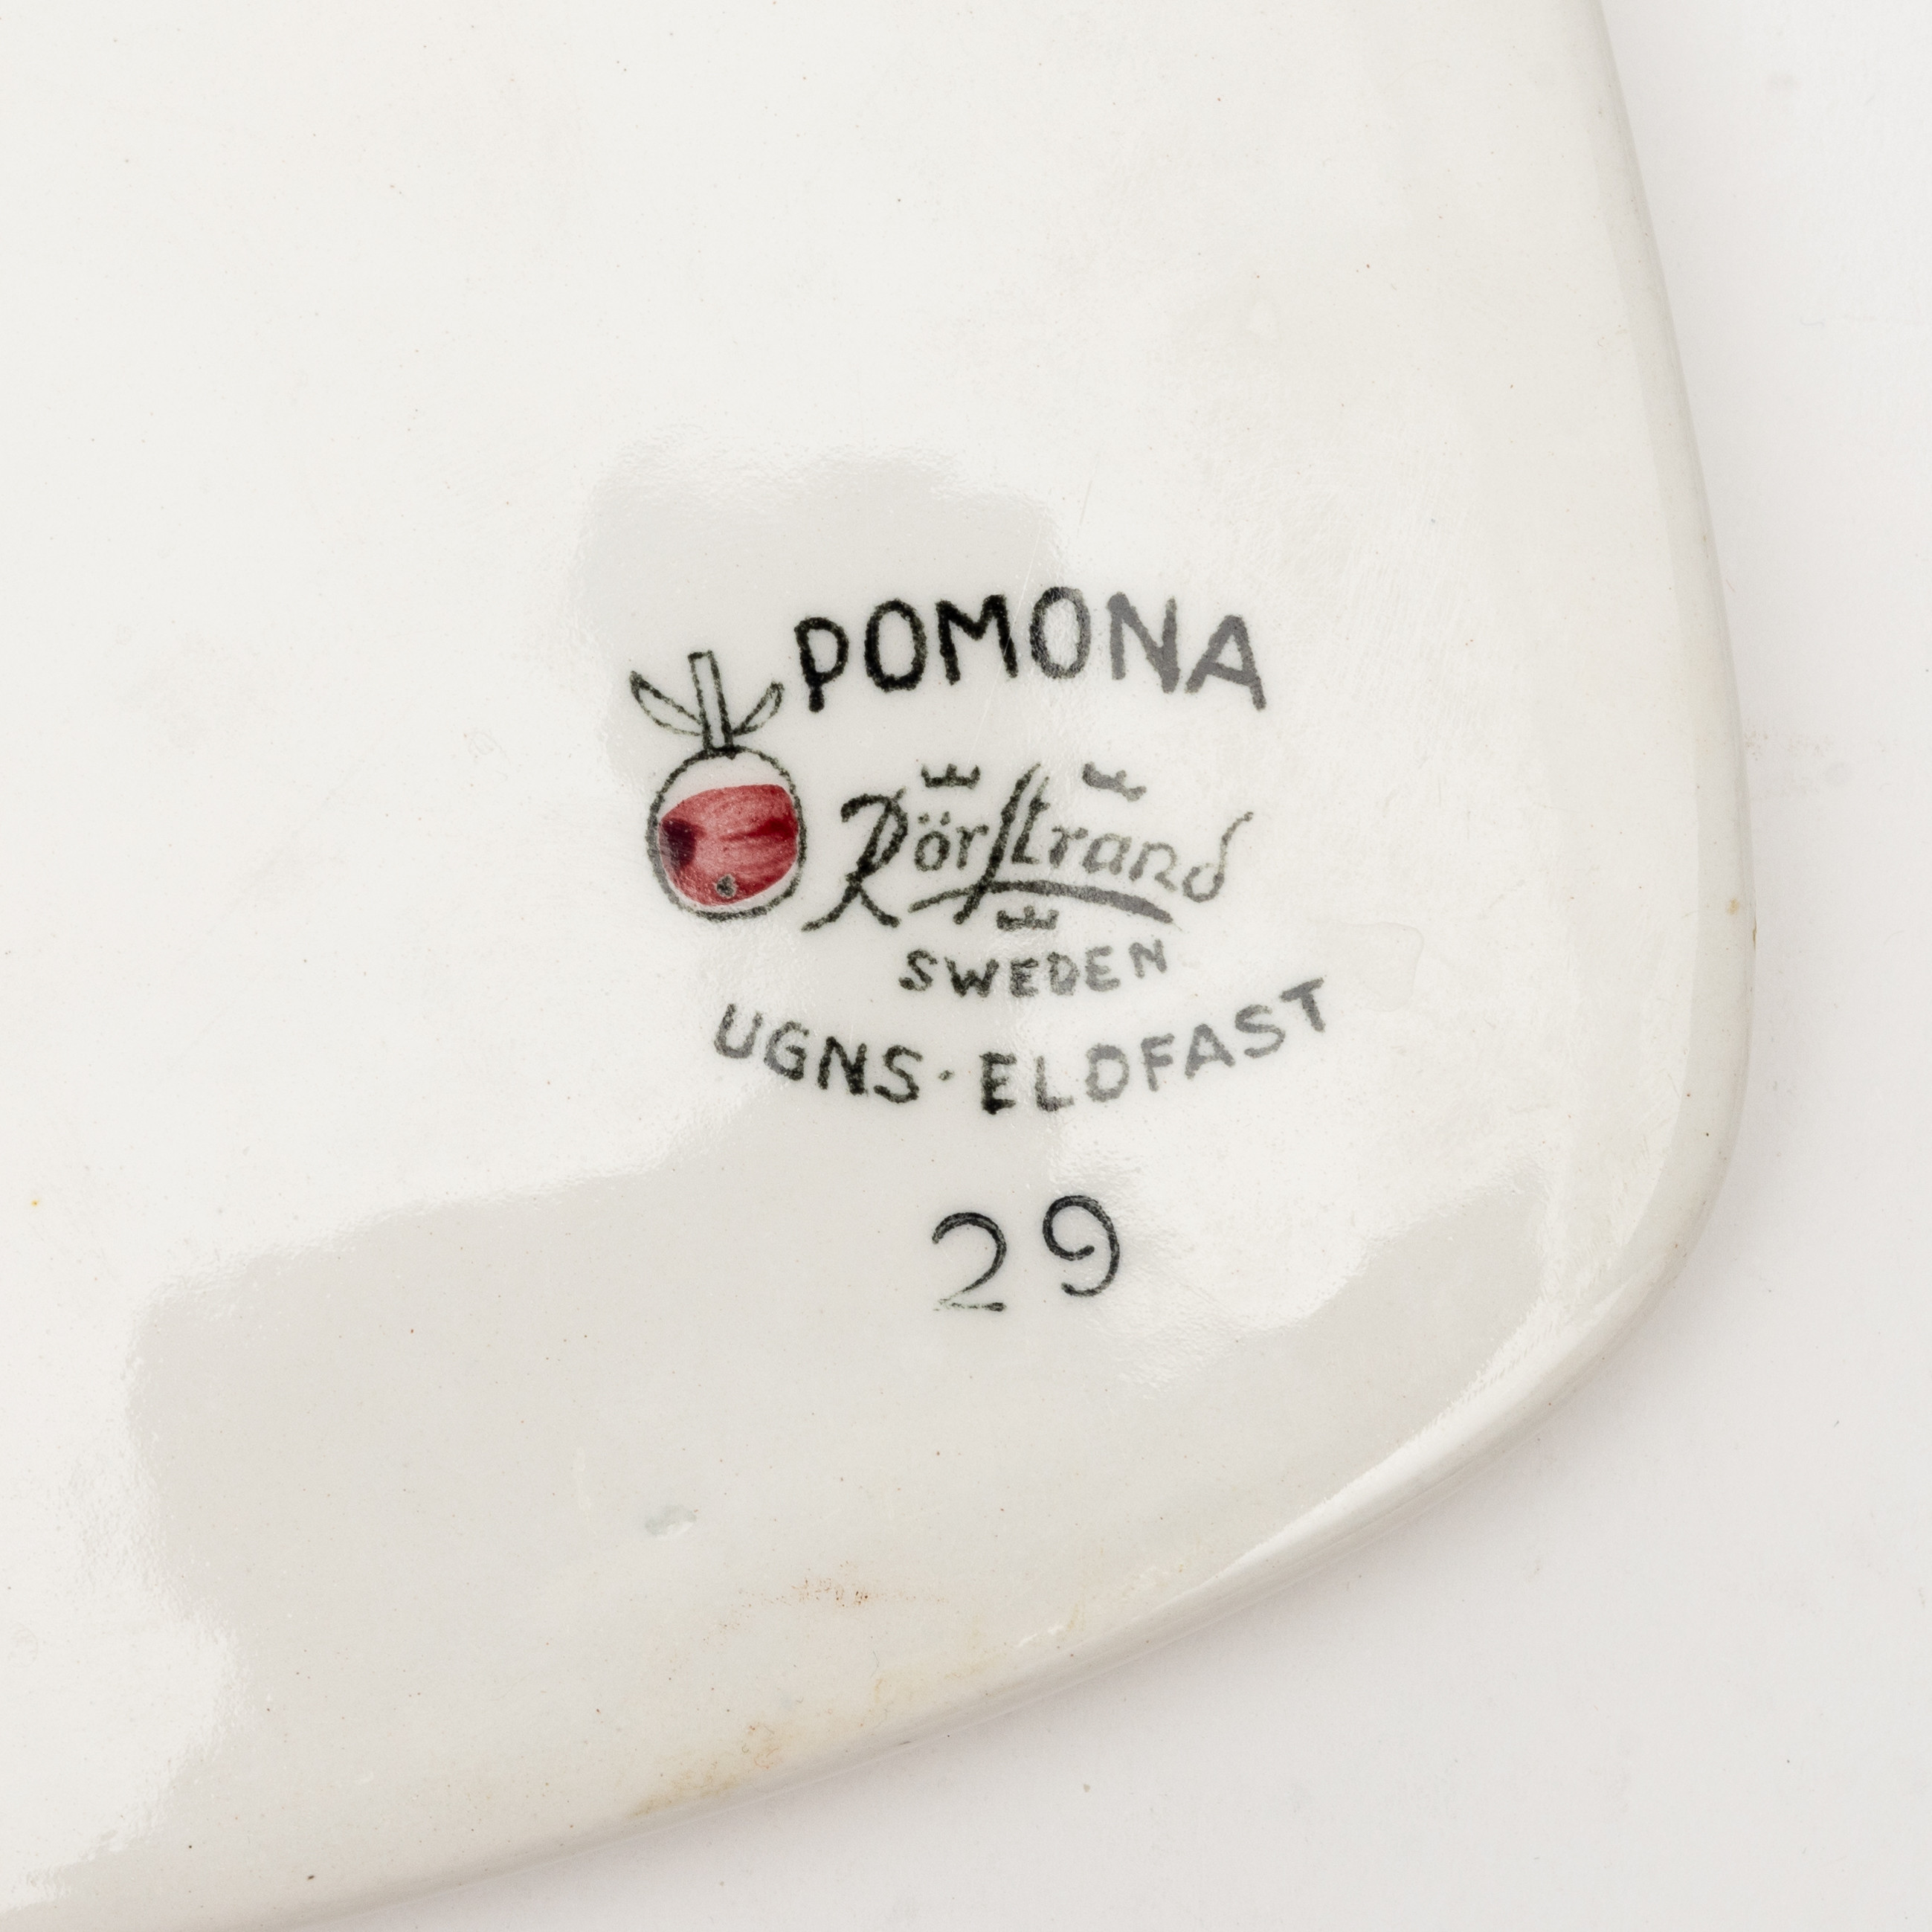 POMONA
Rörstrand
SWEDEN
UGNS·ELDFAST
29